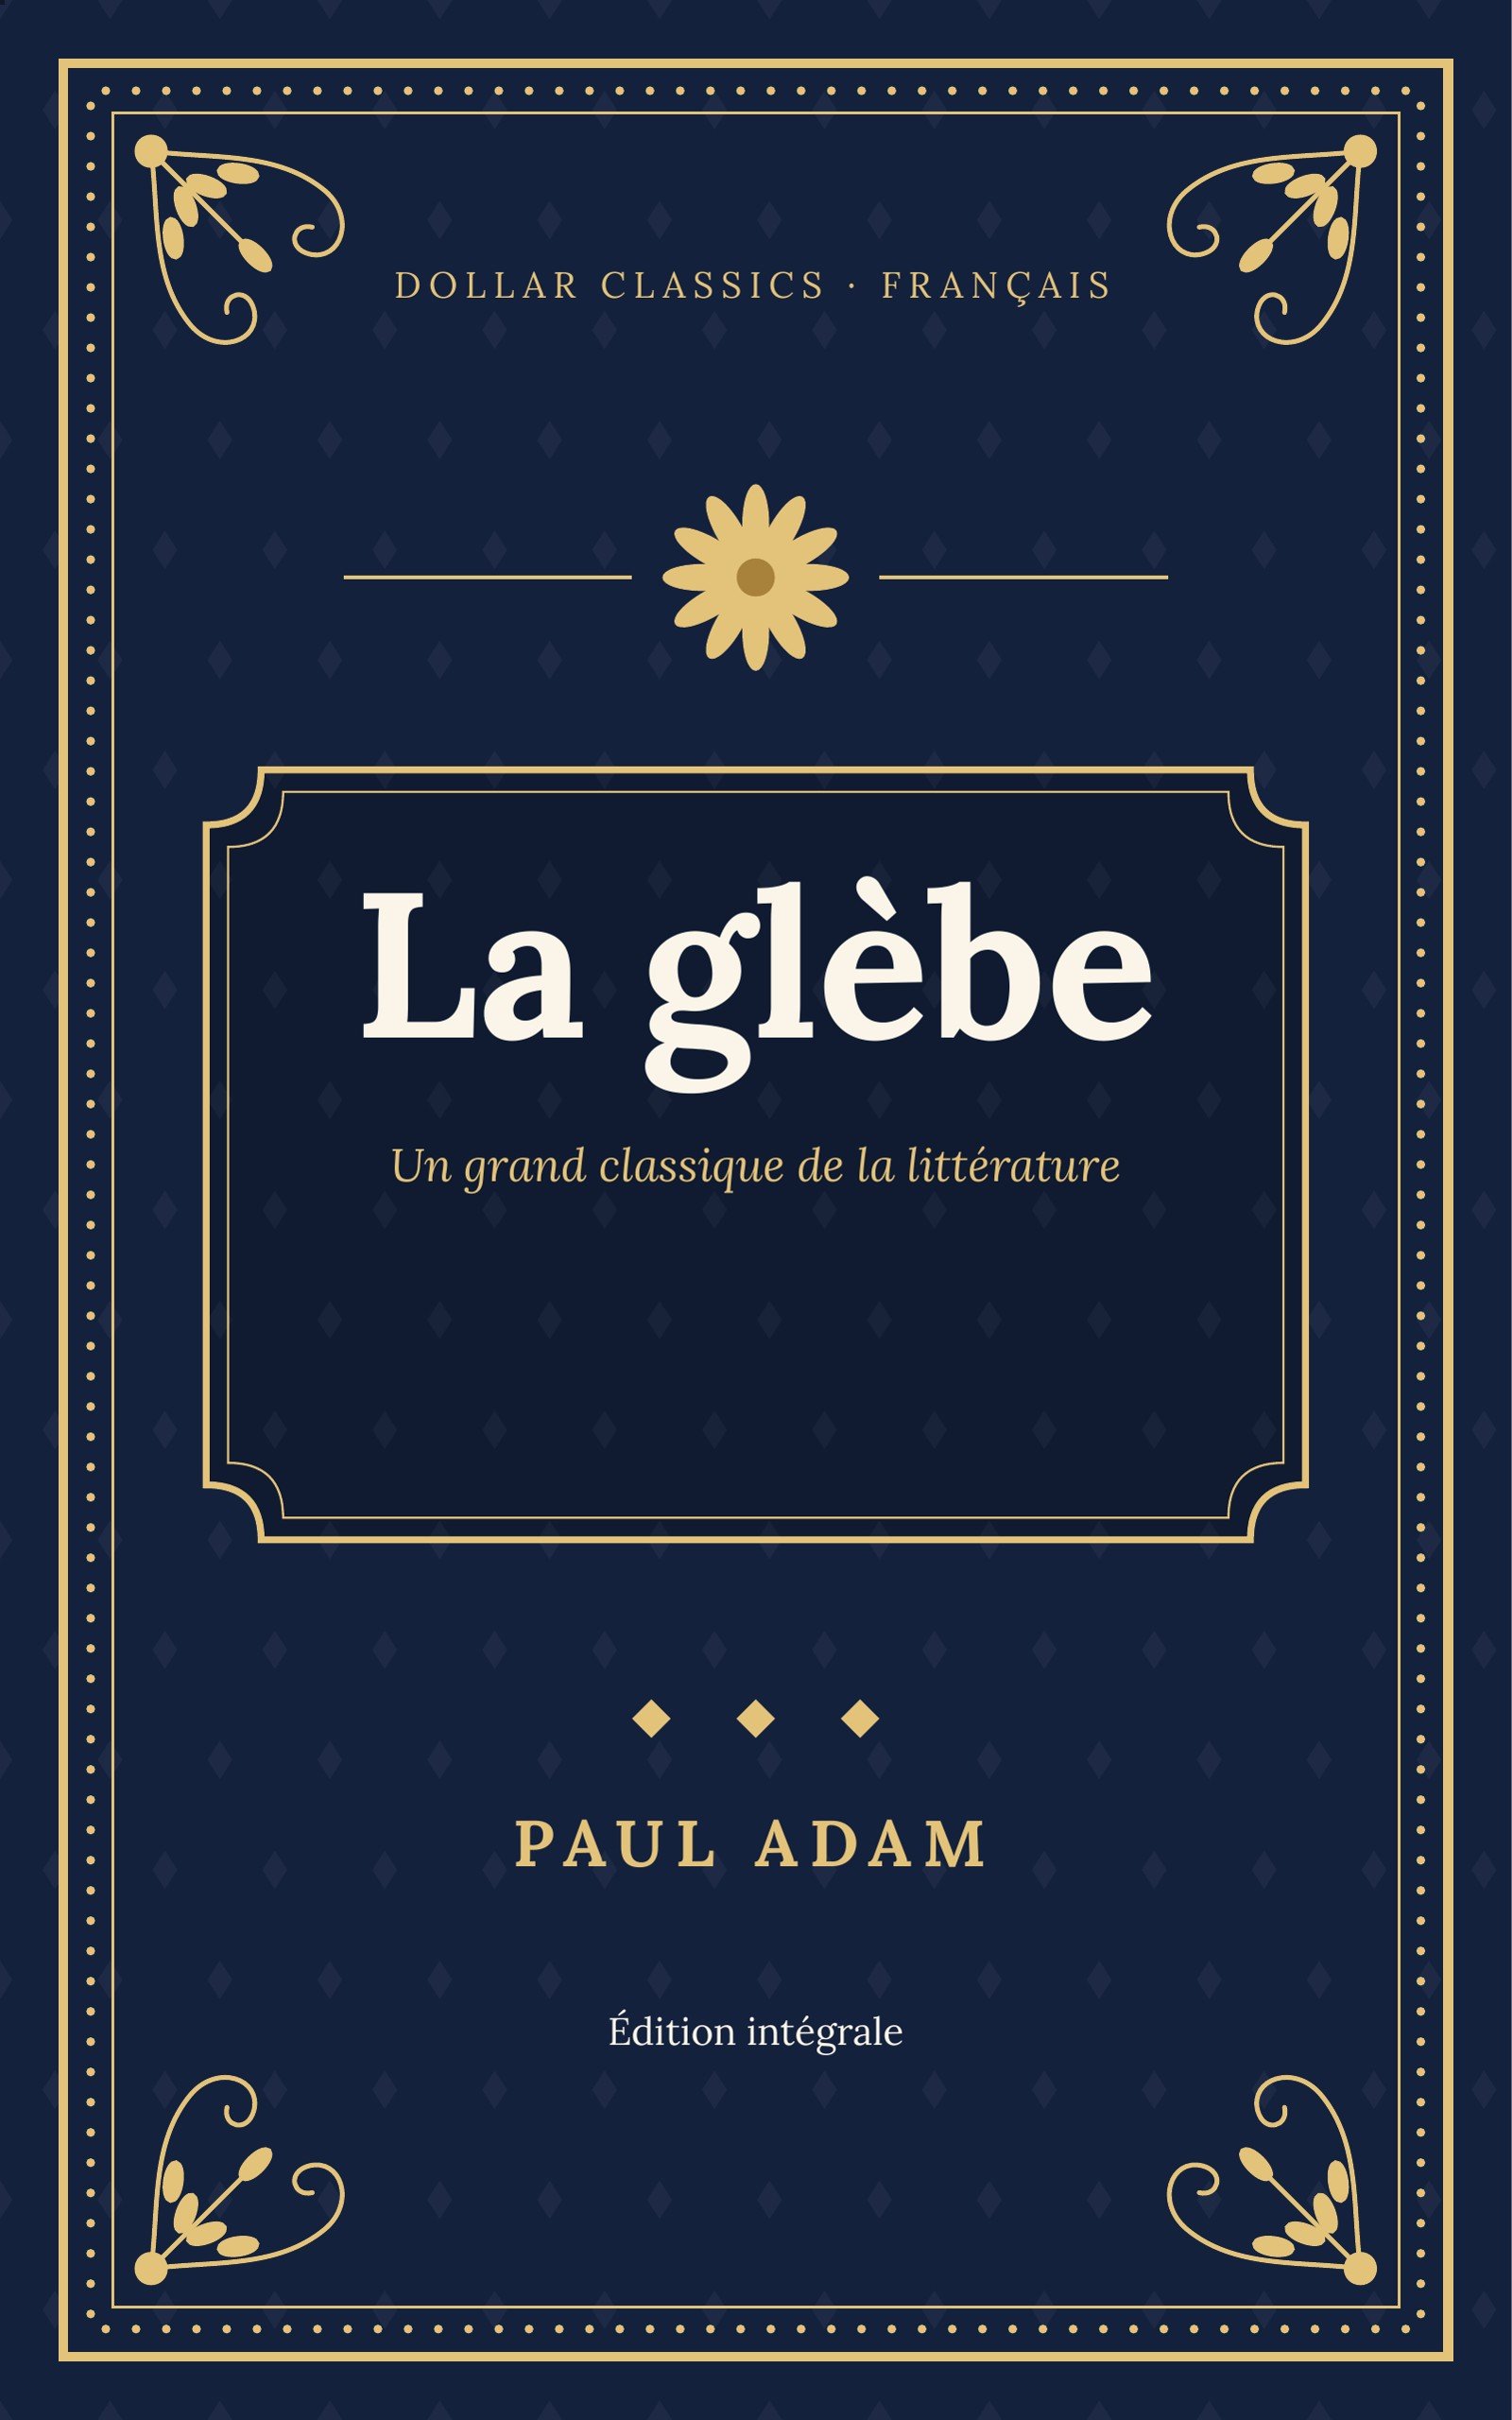 DOLLAR CLASSICS · FRANÇAIS
La glèbe
Un grand classique de la littérature
PAUL ADAM
Édition intégrale